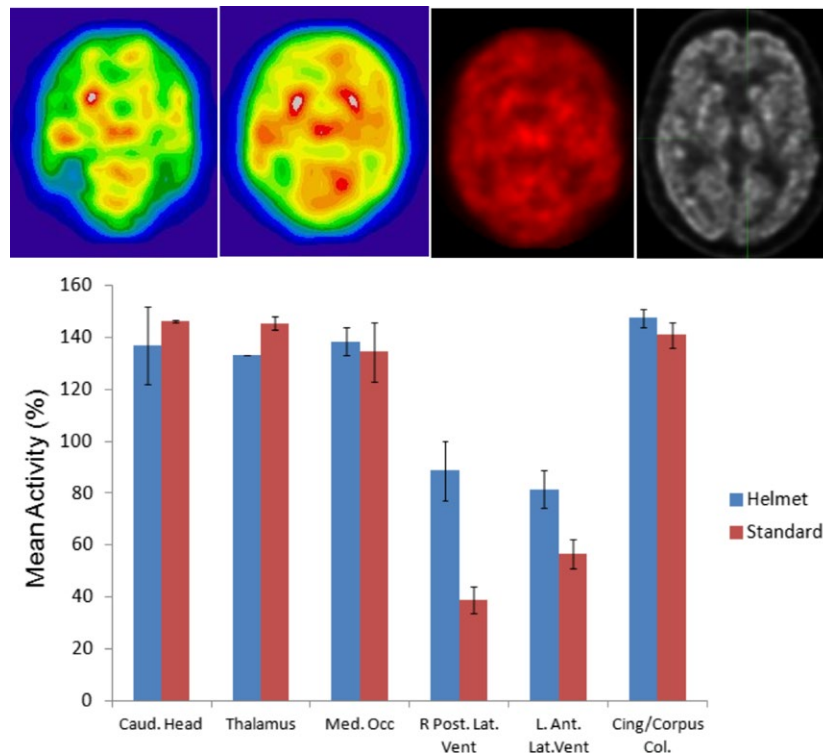 160
140
120
100
80
60
40
20
0
Mean Activity (%)
Caud. Head
Thalamus
Med. Occ
R Post. Lat.
Vent
L. Ant.
Lat.Vent
Cing/Corpus
Col.
Helmet
Standard